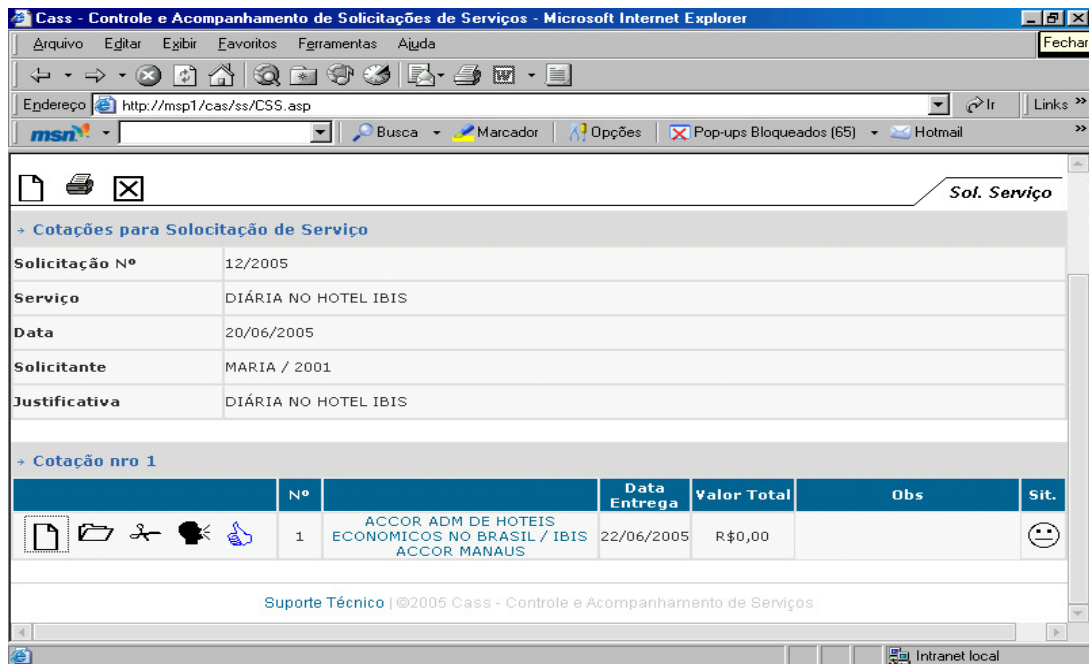 Cass - Controle e Acompanhamento de Solicitações de Serviços - Microsoft Internet Explorer
Arquivo Editar Exibir Favoritos Ferramentas Ajuda
Fechar
Endereço http://msp1/cas/ss/CSS.asp Ir Links »
msn Busca Marcador Opções Pop-ups Bloqueados (65) Hotmail »
Sol. Serviço
Cotações para Solocitação de Serviço
Solicitação Nº 12/2005
Serviço DIÁRIA NO HOTEL IBIS
Data 20/06/2005
Solicitante MARIA / 2001
Justificativa DIÁRIA NO HOTEL IBIS
Cotação nro 1
Nº Data Entrega Valor Total Obs Sit.
1 ACCOR ADM DE HOTEIS ECONOMICOS NO BRASIL / IBIS ACCOR MANAUS 22/06/2005 R$0,00
Suporte Técnico | ©2005 Cass - Controle e Acompanhamento de Serviços
Intranet local